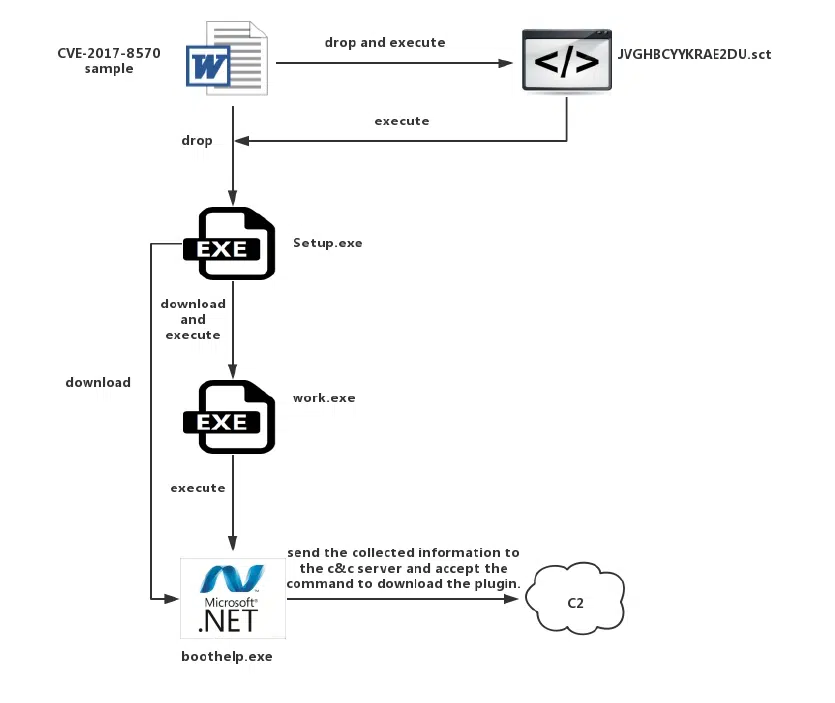 CVE-2017-8570
sample
W
drop and execute
</>
JVGHBCYYKRAE2DU.sct
execute
drop
EXE
Setup.exe
download
and
execute
download
EXE
work.exe
execute
send the collected information to
the c&c server and accept the
command to download the plugin.
Microsoft®
.NET
C2
boothelp.exe